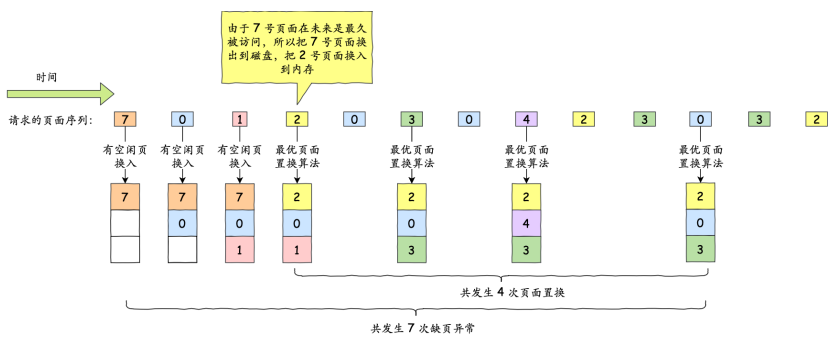 由于 7 号页面在未来是最久
被访问，所以把 7 号页面换
出到磁盘，把 2 号页面换入
到内存
时间
请求的页面序列: 7 0 1 2 0 3 0 4 2 3 0 3 2
有空闲页 有空闲页 有空闲页 最优页面 最优页面 最优页面 最优页面
换入 换入 换入 置换算法 置换算法 置换算法 置换算法
7 7 7 2 2 2 2
0 0 0 0 4 0
1 1 3 3 3
共发生 4 次页面置换
共发生 7 次缺页异常